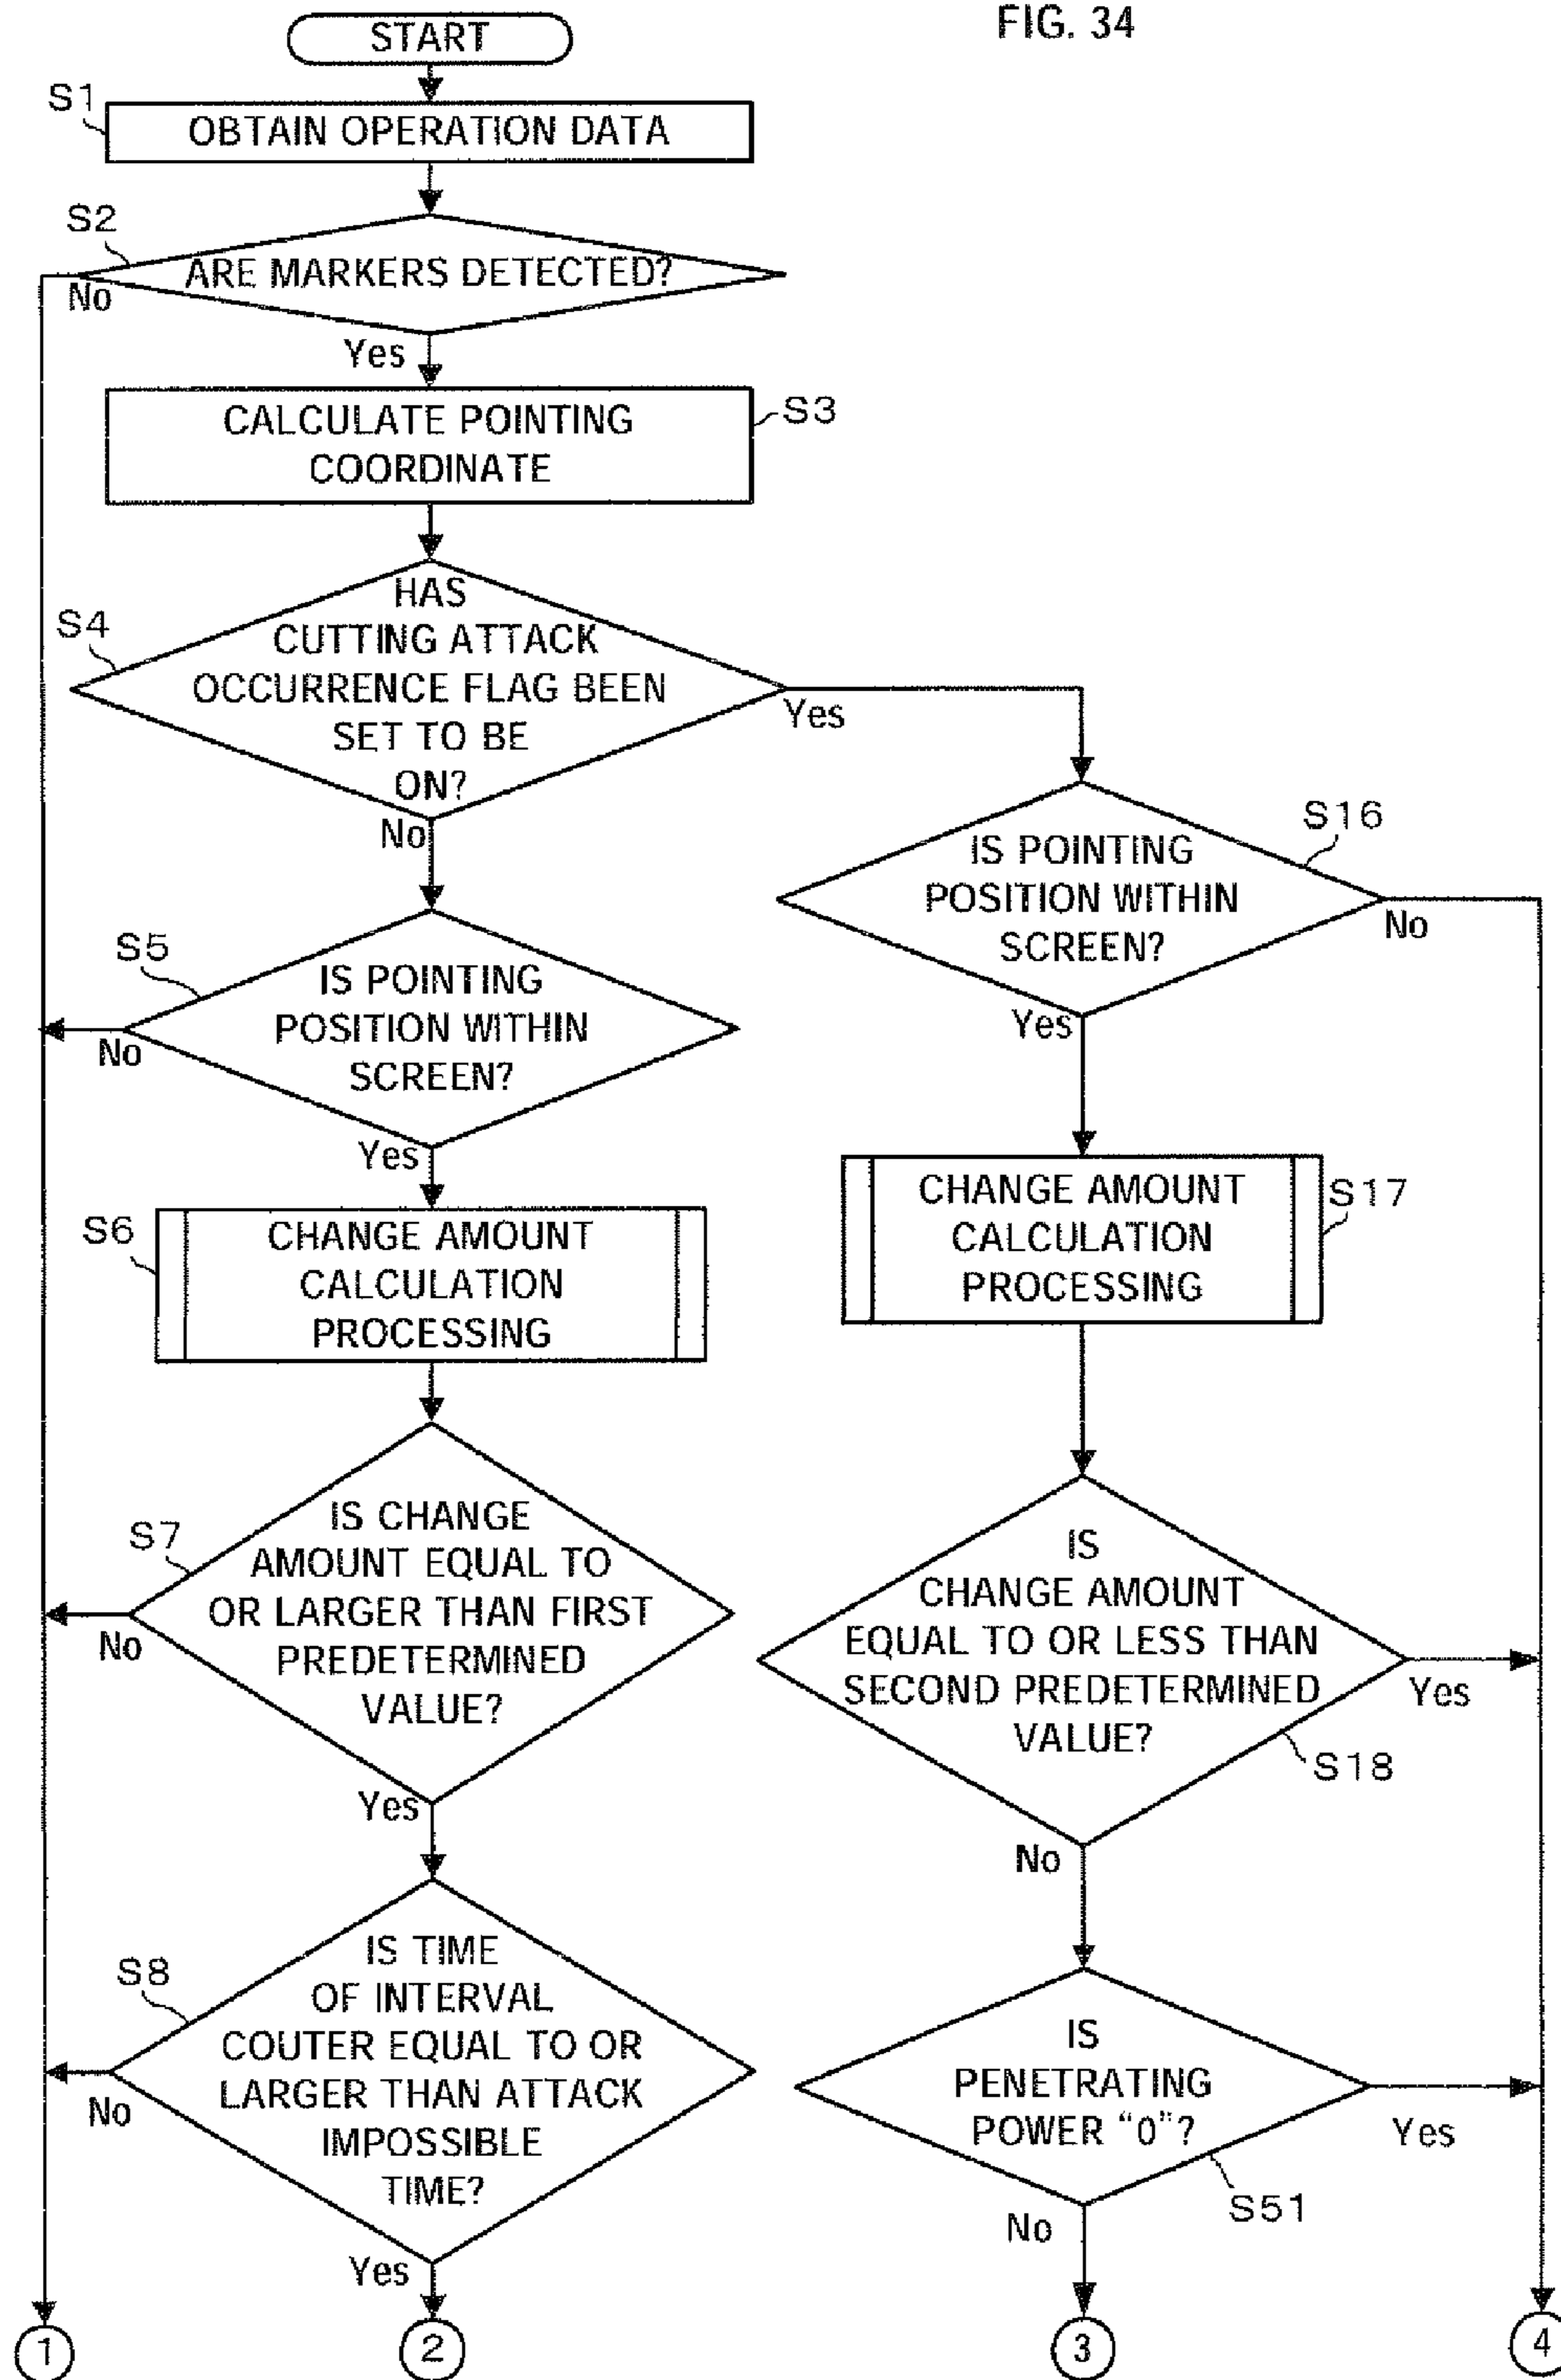 FIG. 34
START
S1
OBTAIN OPERATION DATA
S2
ARE MARKERS DETECTED?
No
Yes
CALCULATE POINTING
COORDINATE
S3
S4
HAS
CUTTING ATTACK
OCCURRENCE FLAG BEEN
SET TO BE
ON?
Yes
No
S5
IS POINTING
POSITION WITHIN
SCREEN?
No
Yes
S6
CHANGE AMOUNT
CALCULATION
PROCESSING
S7
IS CHANGE
AMOUNT EQUAL TO
OR LARGER THAN FIRST
PREDETERMINED
VALUE?
No
Yes
S8
IS TIME
OF INTERVAL
COUTER EQUAL TO OR
LARGER THAN ATTACK
IMPOSSIBLE
TIME?
No
Yes
1
2
S16
IS POINTING
POSITION WITHIN
SCREEN?
No
Yes
CHANGE AMOUNT
CALCULATION
PROCESSING
S17
IS
CHANGE AMOUNT
EQUAL TO OR LESS THAN
SECOND PREDETERMINED
VALUE?
Yes
S18
No
IS
PENETRATING
POWER “0”?
Yes
S51
No
3
4